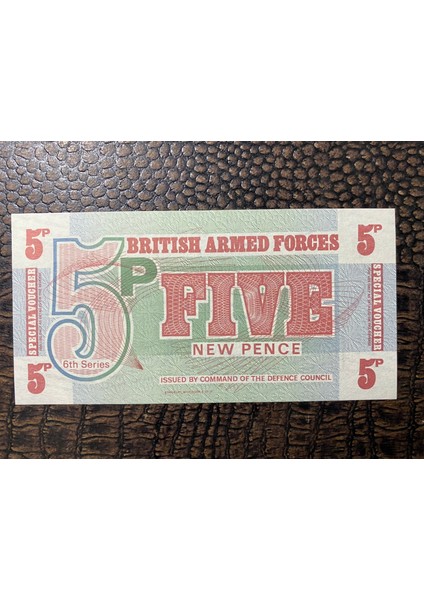 5P
BRITISH ARMED FORCES
5P
SPECIAL VOUCHER
5P
FIVE
SPECIAL VOUCHER
6th Series
NEW PENCE
5P
ISSUED BY COMMAND OF THE DEFENCE COUNCIL
5P